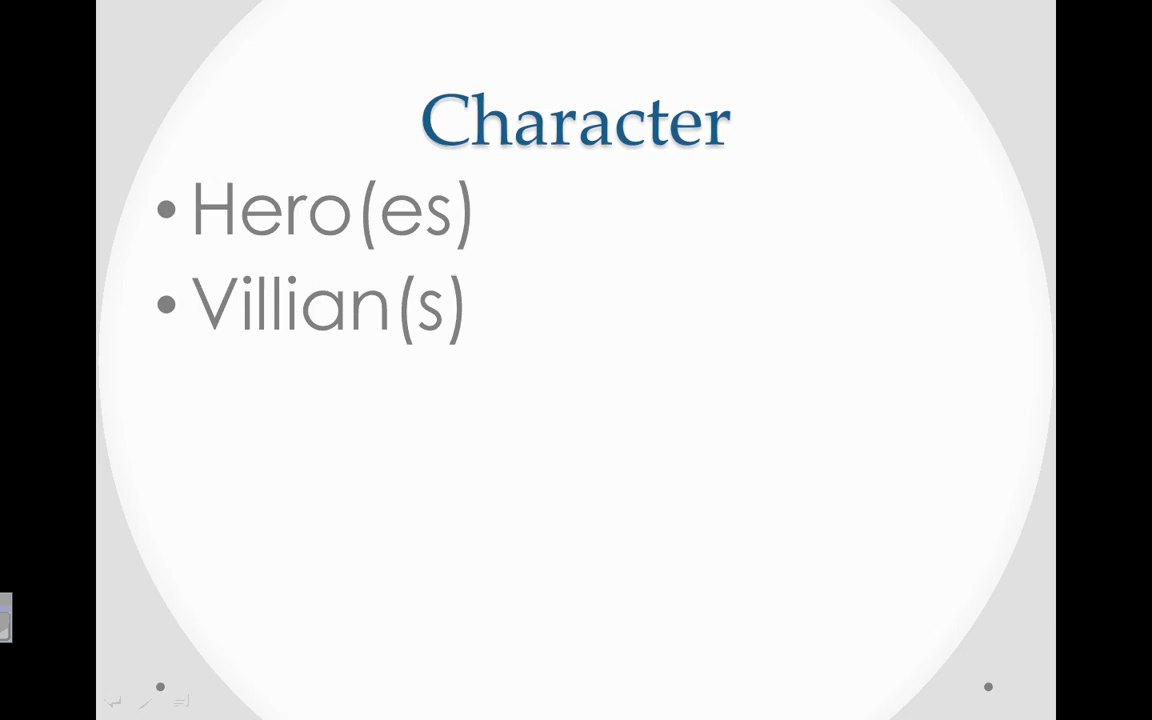 Character
• Hero(es)
• Villian(s)